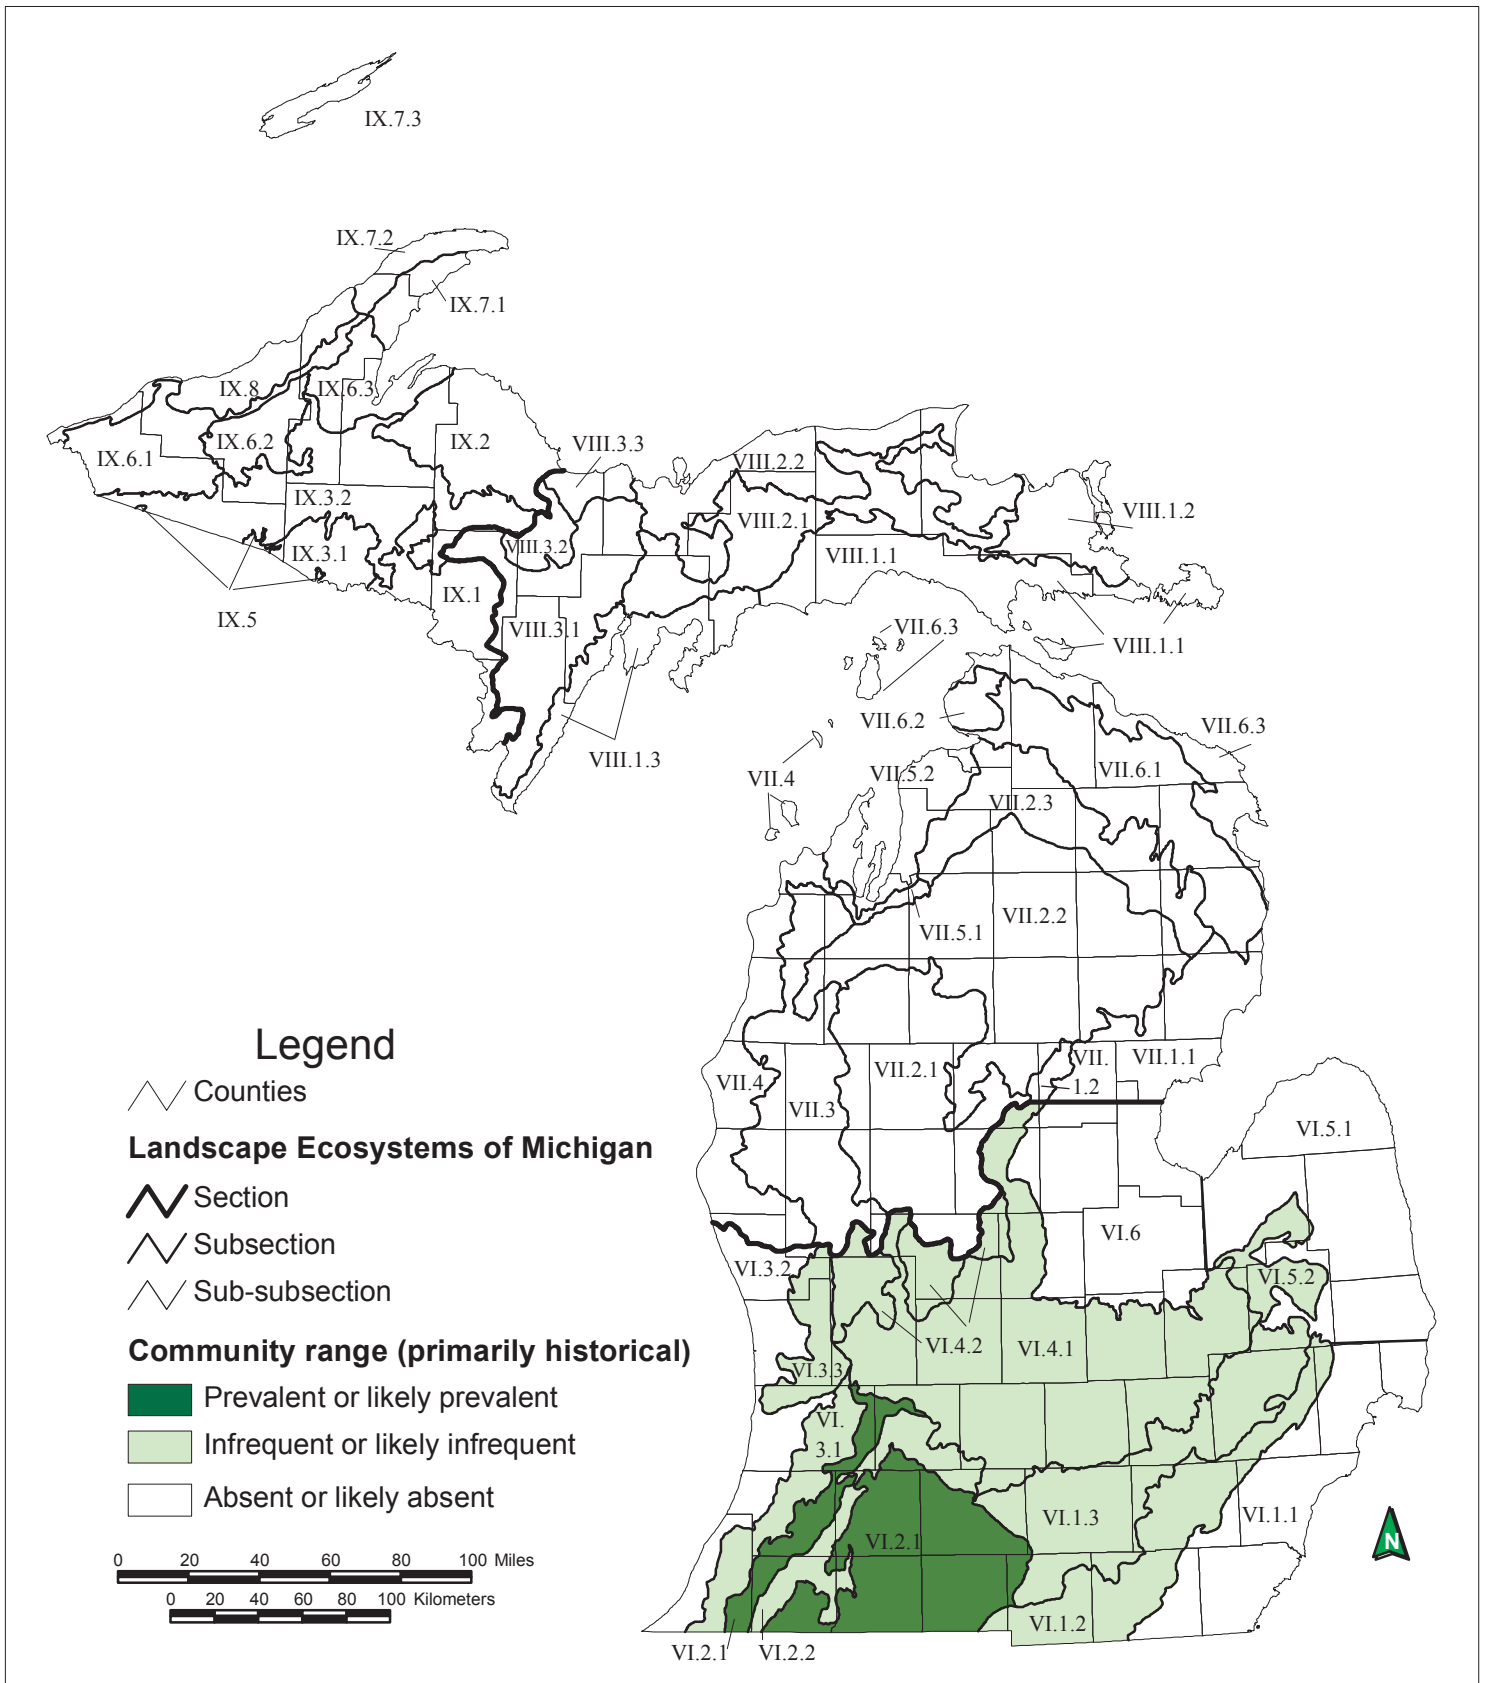 IX.7.3
IX.7.2
IX.7.1
IX.8
IX.6.3
IX.6.2
IX.2
VIII.3.3
IX.6.1
VIII.2.2
IX.3.2
VIII.2.1
VIII.1.2
IX.3.1
VIII.3.2
VIII.1.1
IX.1
IX.5
VIII.3.1
VII.6.3
VIII.1.1
VII.6.2
VII.6.3
VIII.1.3
VII.4
VII.5.2
VII.6.1
VII.2.3
VII.5.1
VII.2.2
VII.4
VII.3
VII.2.1
VII.
1.2
VII.1.1
VI.5.1
VI.6
VI.3.2
VI.5.2
VI.4.2
VI.4.1
VI.3.3
VI.
3.1
VI.2.1
VI.1.3
VI.1.1
VI.1.2
VI.2.1
VI.2.2
Legend
Counties
Landscape Ecosystems of Michigan
Section
Subsection
Sub-subsection
Community range (primarily historical)
Prevalent or likely prevalent
Infrequent or likely infrequent
Absent or likely absent
0 20 40 60 80 100 Miles
0 20 40 60 80 100 Kilometers
N